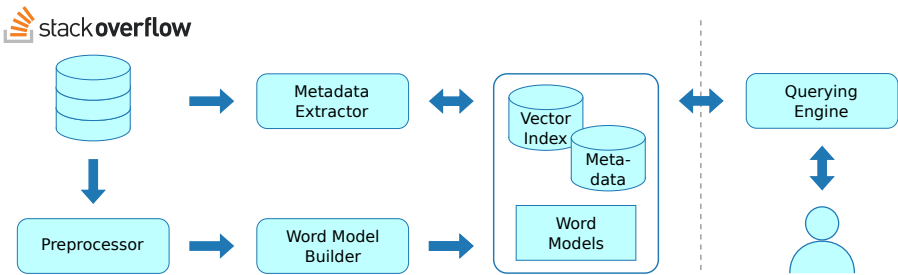 stackoverflow
Metadata
Extractor
Vector
Index
Meta-
data
Querying
Engine
Preprocessor
Word Model
Builder
Word
Models